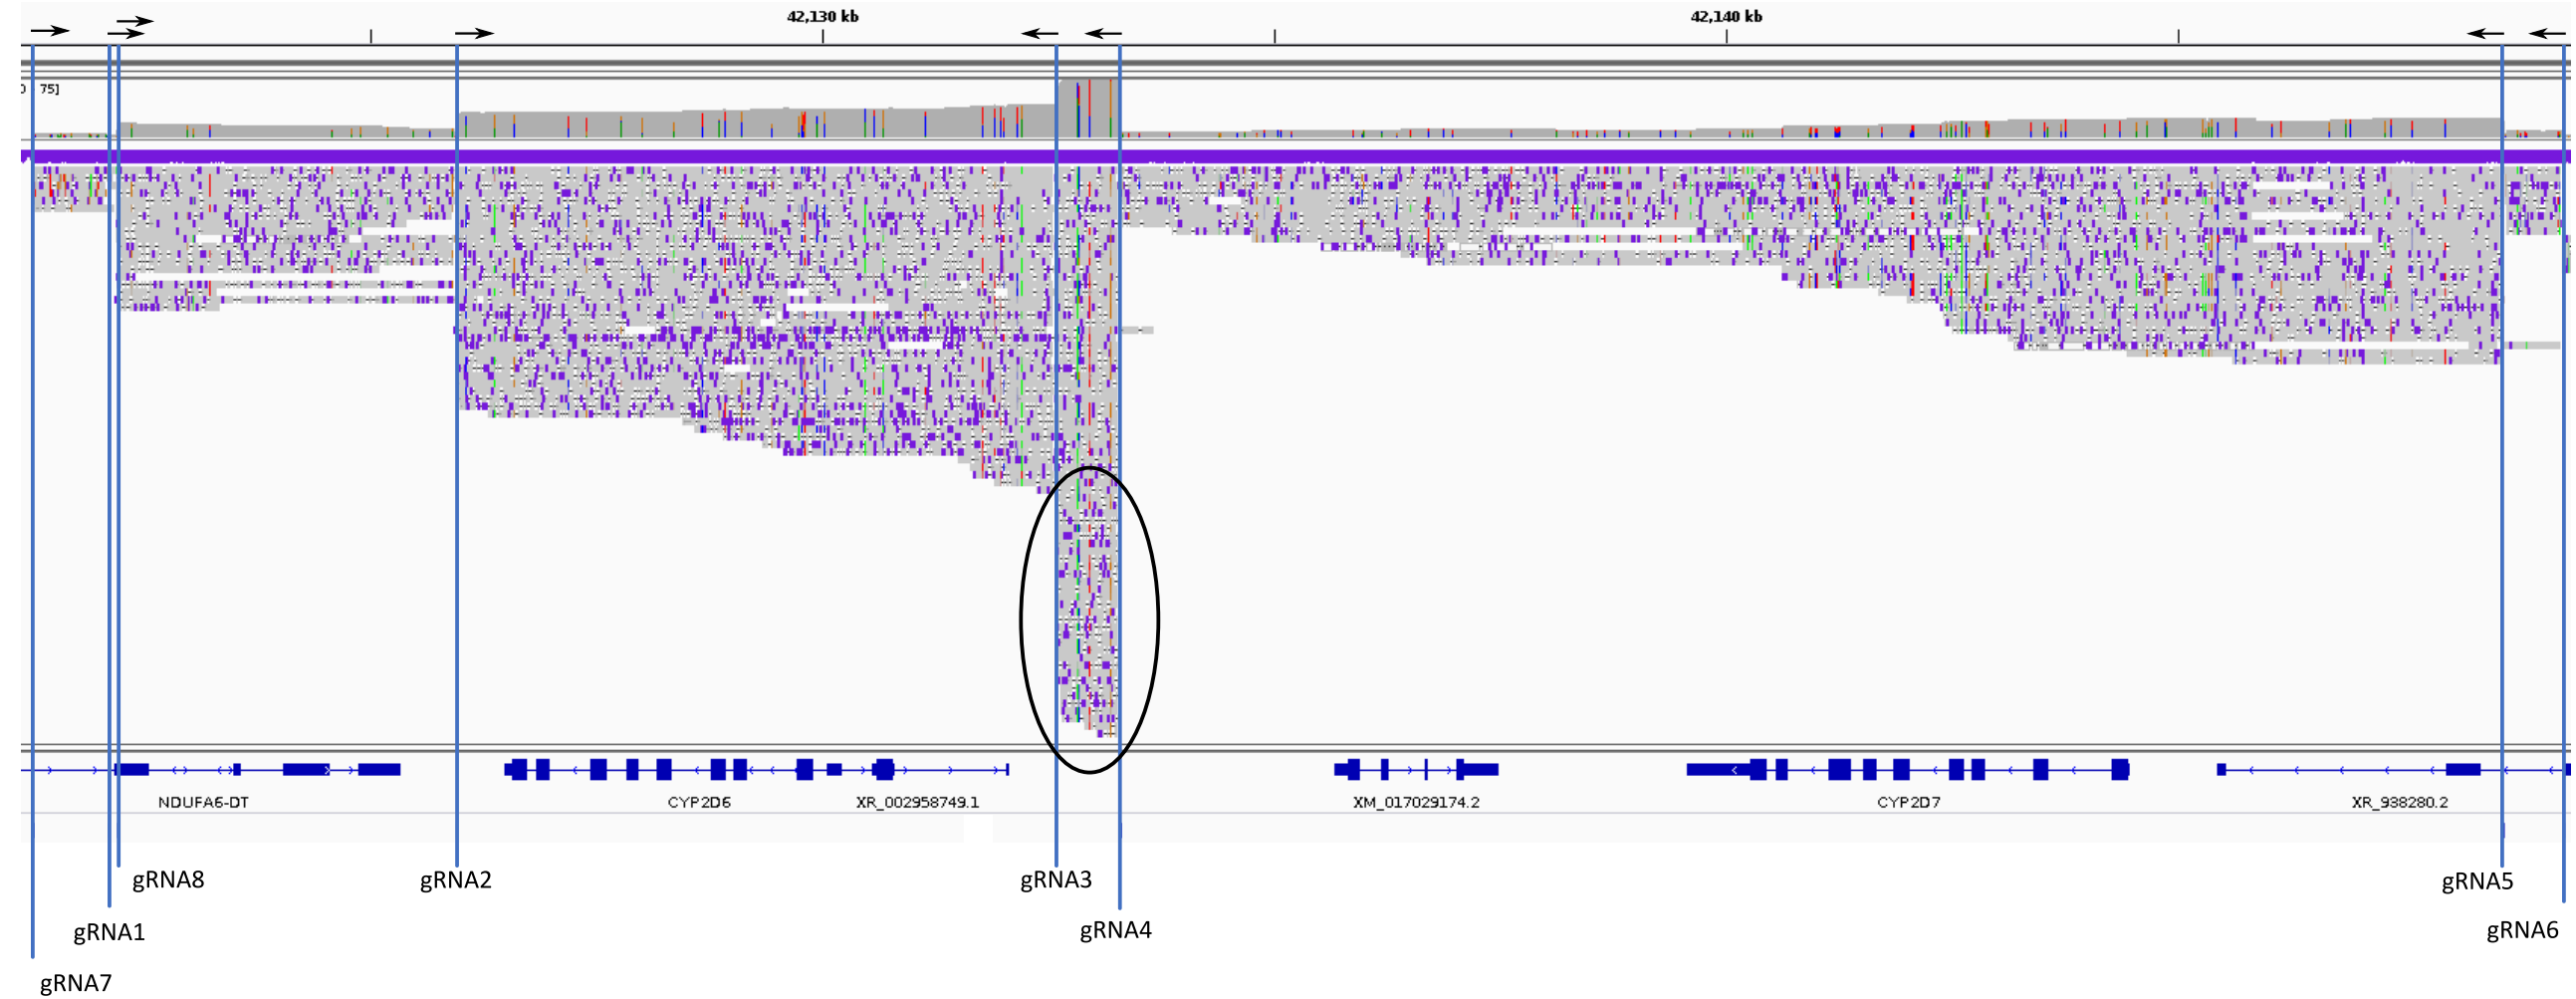 42,130 kb
42,140 kb
75]
NDUFA6-DT
CYP2D6
XR_002958749.1
XM_017029174.2
CYP2D7
XR_938280.2
gRNA8
gRNA2
gRNA3
gRNA5
gRNA1
gRNA4
gRNA6
gRNA7